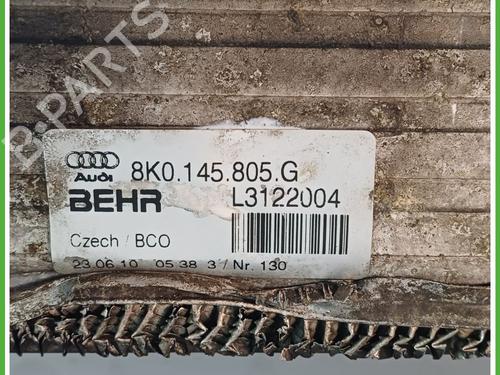 B-PARTS
Audi 8K0.145.805.G
BEHR L3122004
Czech / BCO
23.06.10 05 38 3/Nr. 130